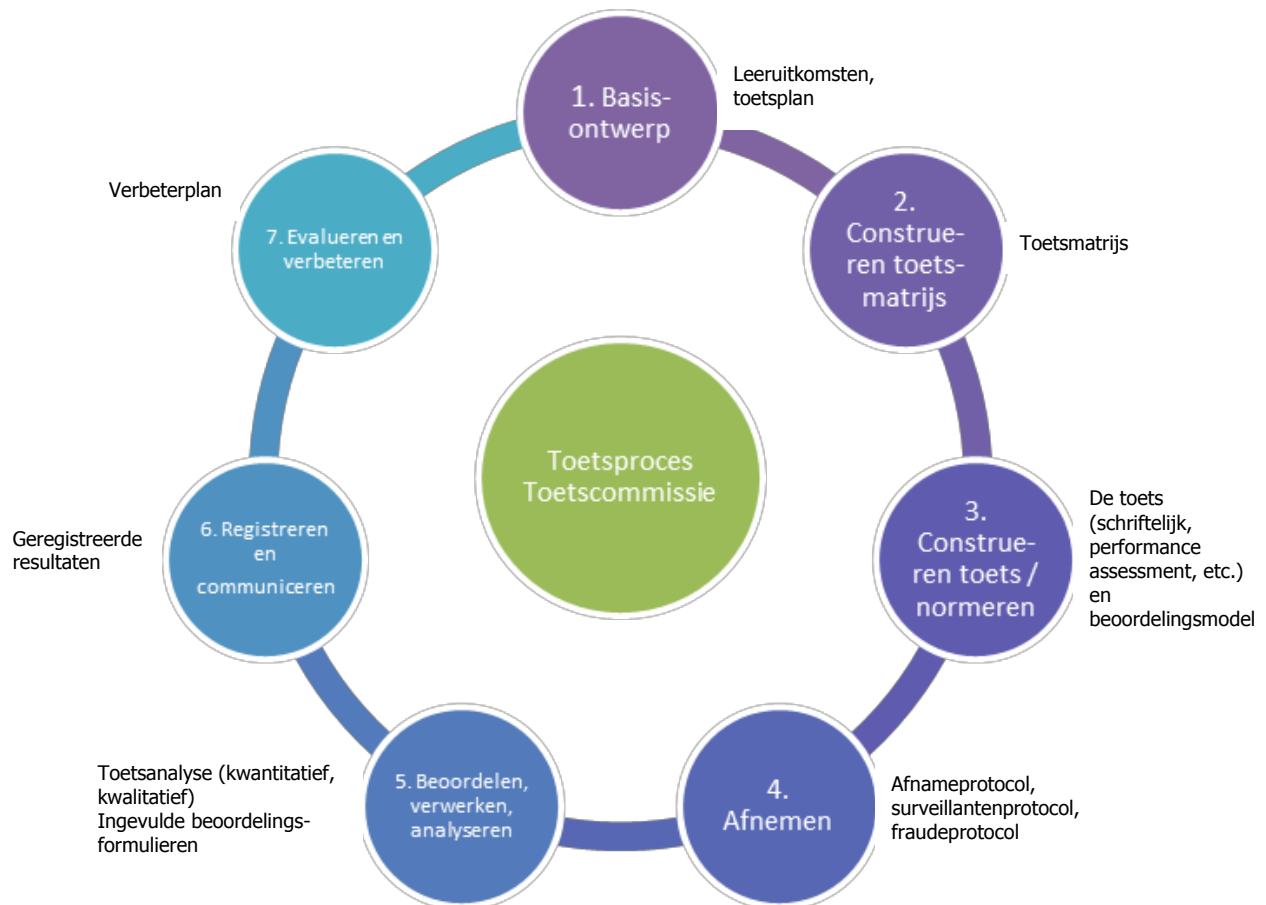 1. Basis-
ontwerp
Leeruitkomsten,
toetsplan
2.
Construe-
ren toets-
matrijs
Toetsmatrijs
3.
Construe-
ren toets /
normeren
De toets
(schriftelijk,
performance
assessment, etc.)
en
beoordelingsmodel
4.
Afnemen
Afnameprotocol,
surveillantenprotocol,
fraudeprotocol
5. Beoordelen,
verwerken,
analyseren
Toetsanalyse (kwantitatief,
kwalitatief)
Ingevulde beoordelings-
formulieren
6. Registreren
en
communiceren
Geregistreerde
resultaten
7. Evalueren en
verbeteren
Verbeterplan
Toetsproces
Toetscommissie